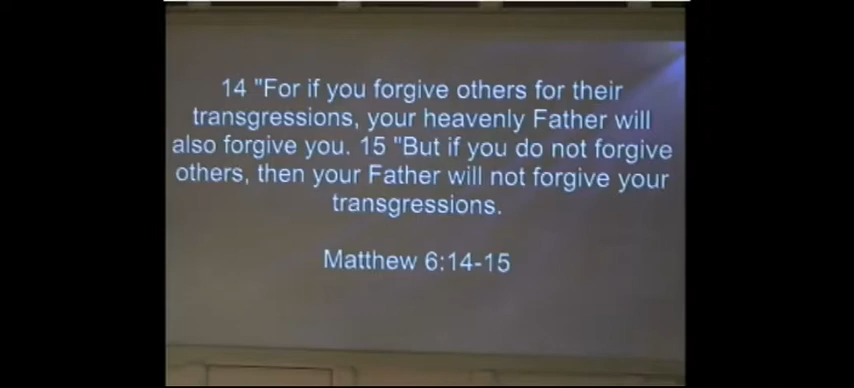 14 "For if you forgive others for their
transgressions, your heavenly Father will
also forgive you. 15 "But if you do not forgive
others, then your Father will not forgive your
transgressions.
Matthew 6:14-15